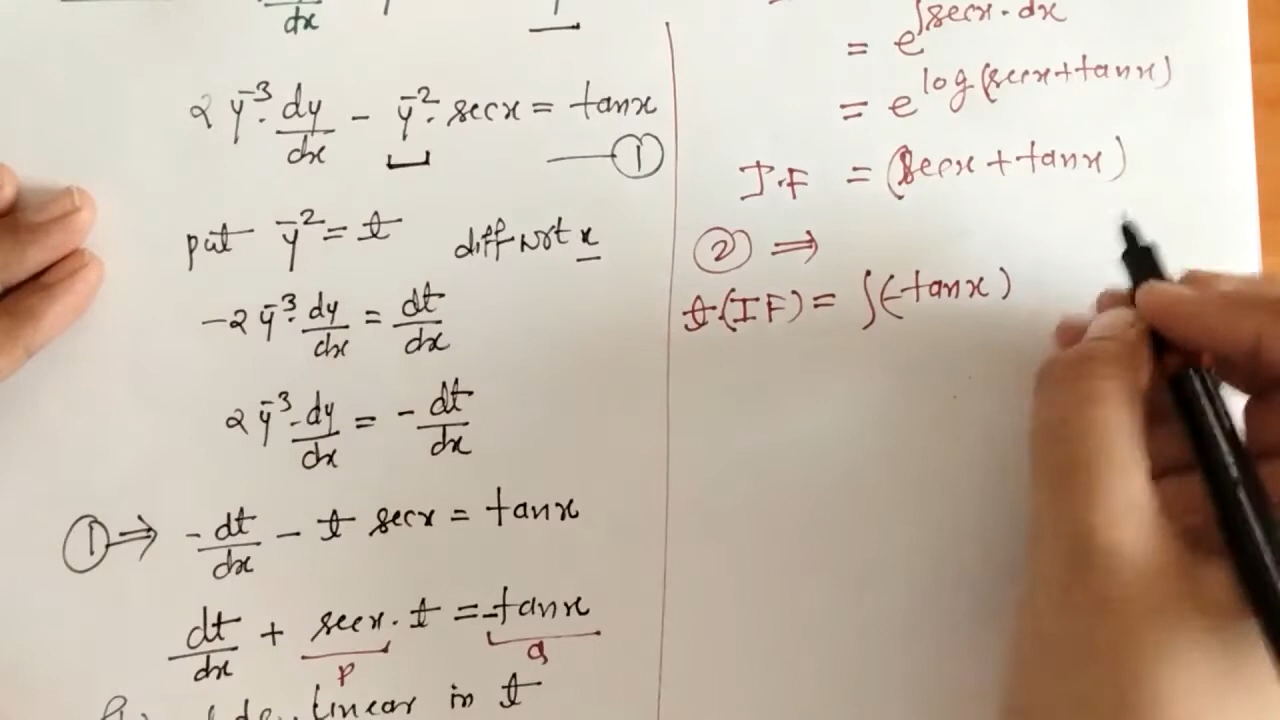 dx
2 y⁻³. dy/dx - y⁻². secx = tanx
1
put y⁻² = t diff wrt x
-2 y⁻³. dy/dx = dt/dx
2 y⁻³ - dy/dx = - dt/dx
1 ⇒ - dt/dx - t secx = tanx
dt/dx + secx. t = -tanx
P Q
linear in t
= e^∫secx.dx
= e^log(secx+tanx)
I.F = (secx + tanx)
2 ⇒
t.(IF) = ∫(-tanx)